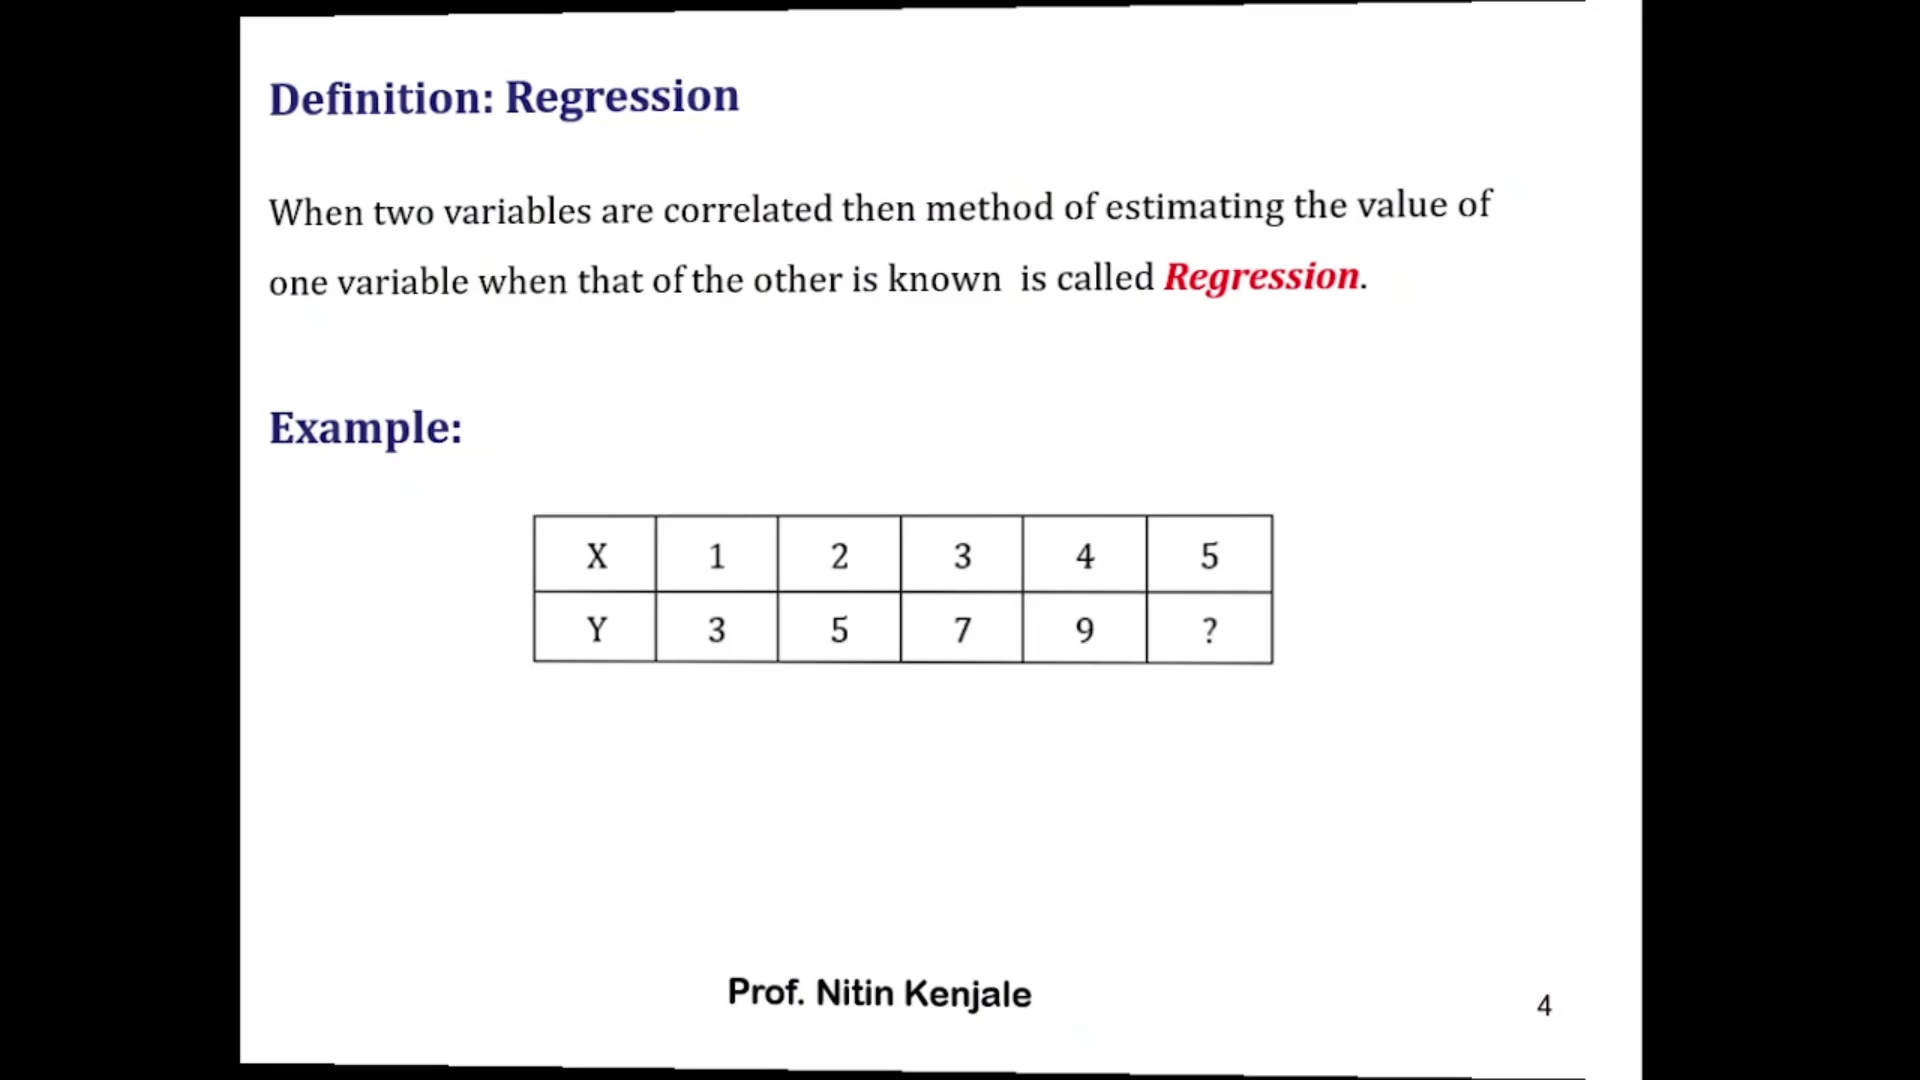 Definition: Regression
When two variables are correlated then method of estimating the value of
one variable when that of the other is known is called Regression.
Example:
X 1 2 3 4 5
Y 3 5 7 9 ?
Prof. Nitin Kenjale
4